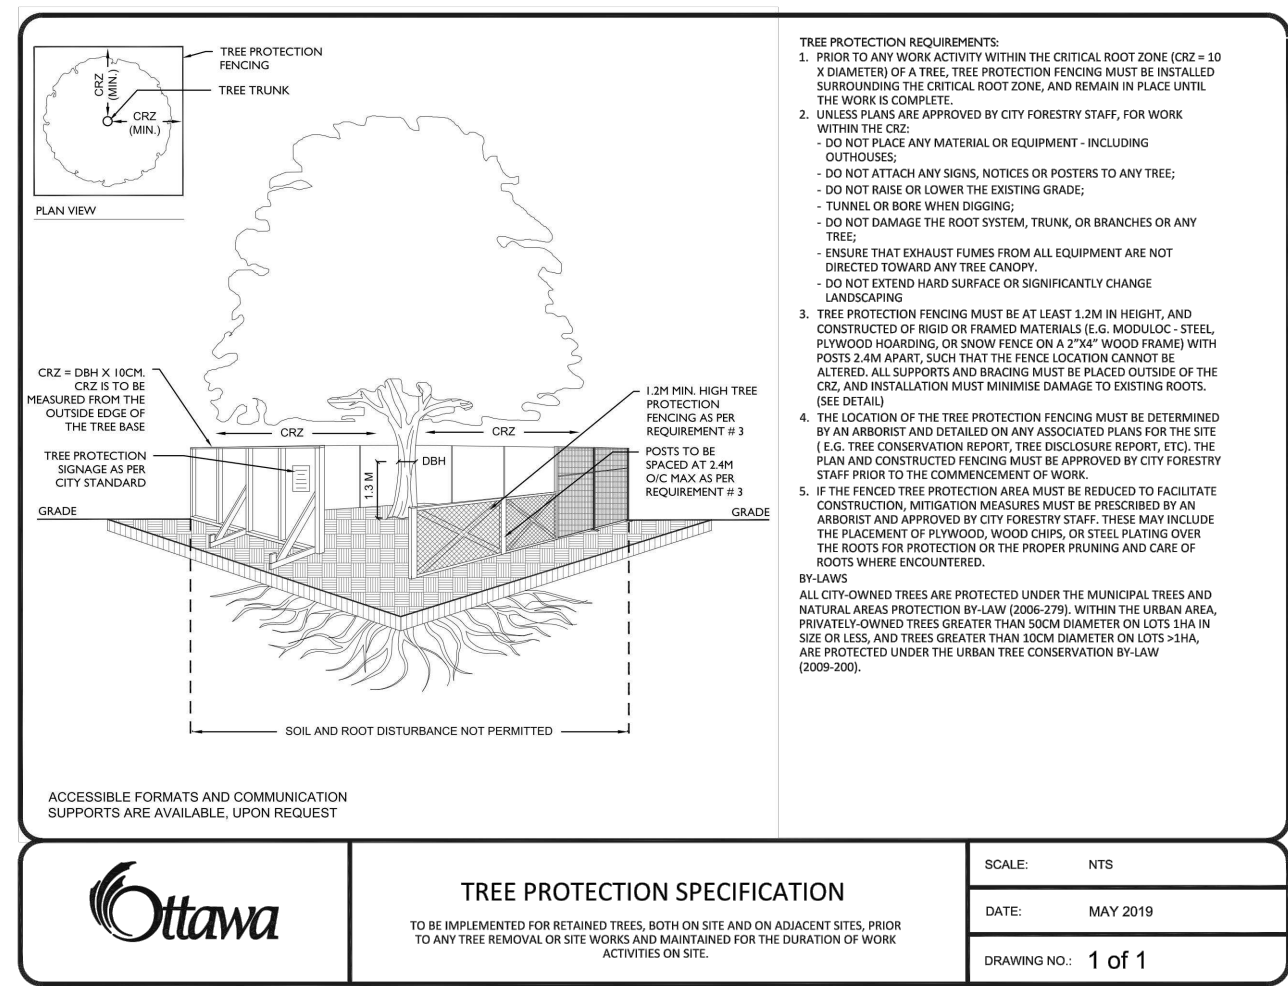 TREE PROTECTION
FENCING
TREE TRUNK
CRZ
(MIN.)
CRZ
(MIN.)
PLAN VIEW
CRZ = DBH X 10CM.
CRZ IS TO BE
MEASURED FROM THE
OUTSIDE EDGE OF
THE TREE BASE
TREE PROTECTION
SIGNAGE AS PER
CITY STANDARD
GRADE
CRZ
CRZ
DBH
1.3 M
1.2M MIN. HIGH TREE
PROTECTION
FENCING AS PER
REQUIREMENT # 3
POSTS TO BE
SPACED AT 2.4M
O/C MAX AS PER
REQUIREMENT # 3
GRADE
SOIL AND ROOT DISTURBANCE NOT PERMITTED
ACCESSIBLE FORMATS AND COMMUNICATION
SUPPORTS ARE AVAILABLE, UPON REQUEST
TREE PROTECTION REQUIREMENTS:
1. PRIOR TO ANY WORK ACTIVITY WITHIN THE CRITICAL ROOT ZONE (CRZ = 10
X DIAMETER) OF A TREE, TREE PROTECTION FENCING MUST BE INSTALLED
SURROUNDING THE CRITICAL ROOT ZONE, AND REMAIN IN PLACE UNTIL
THE WORK IS COMPLETE.
2. UNLESS PLANS ARE APPROVED BY CITY FORESTRY STAFF, FOR WORK
WITHIN THE CRZ:
- DO NOT PLACE ANY MATERIAL OR EQUIPMENT - INCLUDING
OUTHOUSES;
- DO NOT ATTACH ANY SIGNS, NOTICES OR POSTERS TO ANY TREE;
- DO NOT RAISE OR LOWER THE EXISTING GRADE;
- TUNNEL OR BORE WHEN DIGGING;
- DO NOT DAMAGE THE ROOT SYSTEM, TRUNK, OR BRANCHES OR ANY
TREE;
- ENSURE THAT EXHAUST FUMES FROM ALL EQUIPMENT ARE NOT
DIRECTED TOWARD ANY TREE CANOPY.
- DO NOT EXTEND HARD SURFACE OR SIGNIFICANTLY CHANGE
LANDSCAPING
3. TREE PROTECTION FENCING MUST BE AT LEAST 1.2M IN HEIGHT, AND
CONSTRUCTED OF RIGID OR FRAMED MATERIALS (E.G. MODULOC - STEEL,
PLYWOOD HOARDING, OR SNOW FENCE ON A 2"X4" WOOD FRAME) WITH
POSTS 2.4M APART, SUCH THAT THE FENCE LOCATION CANNOT BE
ALTERED. ALL SUPPORTS AND BRACING MUST BE PLACED OUTSIDE OF THE
CRZ, AND INSTALLATION MUST MINIMISE DAMAGE TO EXISTING ROOTS.
(SEE DETAIL)
4. THE LOCATION OF THE TREE PROTECTION FENCING MUST BE DETERMINED
BY AN ARBORIST AND DETAILED ON ANY ASSOCIATED PLANS FOR THE SITE
( E.G. TREE CONSERVATION REPORT, TREE DISCLOSURE REPORT, ETC). THE
PLAN AND CONSTRUCTED FENCING MUST BE APPROVED BY CITY FORESTRY
STAFF PRIOR TO THE COMMENCEMENT OF WORK.
5. IF THE FENCED TREE PROTECTION AREA MUST BE REDUCED TO FACILITATE
CONSTRUCTION, MITIGATION MEASURES MUST BE PRESCRIBED BY AN
ARBORIST AND APPROVED BY CITY FORESTRY STAFF. THESE MAY INCLUDE
THE PLACEMENT OF PLYWOOD, WOOD CHIPS, OR STEEL PLATING OVER
THE ROOTS FOR PROTECTION OR THE PROPER PRUNING AND CARE OF
ROOTS WHERE ENCOUNTERED.
BY-LAWS
ALL CITY-OWNED TREES ARE PROTECTED UNDER THE MUNICIPAL TREES AND
NATURAL AREAS PROTECTION BY-LAW (2006-279). WITHIN THE URBAN AREA,
PRIVATELY-OWNED TREES GREATER THAN 50CM DIAMETER ON LOTS 1HA IN
SIZE OR LESS, AND TREES GREATER THAN 10CM DIAMETER ON LOTS >1HA,
ARE PROTECTED UNDER THE URBAN TREE CONSERVATION BY-LAW
(2009-200).
Ottawa
TREE PROTECTION SPECIFICATION
TO BE IMPLEMENTED FOR RETAINED TREES, BOTH ON SITE AND ON ADJACENT SITES, PRIOR
TO ANY TREE REMOVAL OR SITE WORKS AND MAINTAINED FOR THE DURATION OF WORK
ACTIVITIES ON SITE.
SCALE: NTS
DATE: MAY 2019
DRAWING NO.: 1 of 1